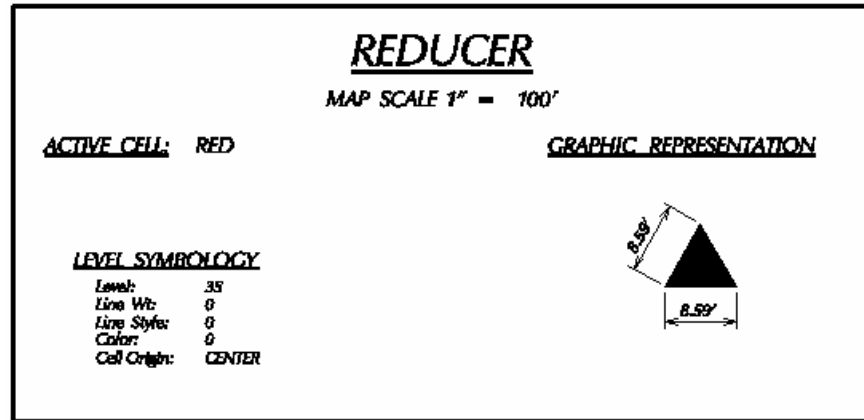 REDUCER
MAP SCALE 1" = 100'
ACTIVE CELL: RED
GRAPHIC REPRESENTATION
8.59'
8.59'
LEVEL SYMBOLOGY
Level: 35
Line Wt: 0
Line Style: 0
Color: 0
Cell Origin: CENTER